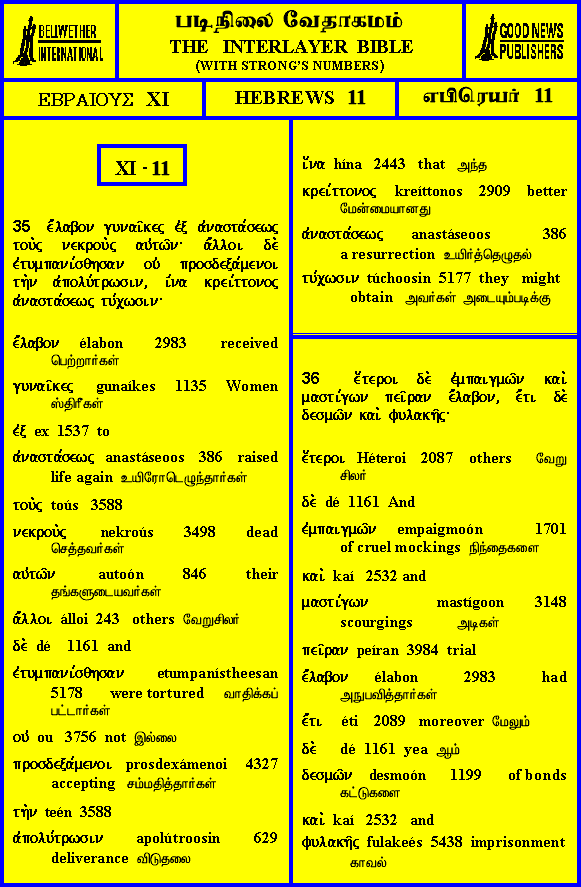 BELLWETHER
INTERNATIONAL
படிநிலை வேதாகமம்
THE INTERLAYER BIBLE
(WITH STRONG'S NUMBERS)
GOOD NEWS
PUBLISHERS
ΕΒΡΑΙΟΥΣ XI
HEBREWS 11
எபிரெயர் 11
XI - 11
35 ἔλαβον γυναῖκες ἐξ ἀναστάσεως
τοὺς νεκροὺς αὐτῶν· ἄλλοι δὲ
ἐτυμπανίσθησαν οὐ προσδεξάμενοι
τὴν ἀπολύτρωσιν, ἵνα κρείττονος
ἀναστάσεως τύχωσιν·
ἔλαβον élabon 2983 received
பெற்றார்கள்
γυναῖκες gunaíkes 1135 Women
ஸ்திரீகள்
ἐξ ex 1537 to
ἀναστάσεως anastáseoos 386 raised
life again உயிரோடெழுந்தார்கள்
τοὺς toús 3588
νεκροὺς nekroús 3498 dead
செத்தவர்கள்
αὐτῶν autoón 846 their
தங்களுடையவர்கள்
ἄλλοι álloi 243 others வேறுசிலர்
δὲ dé 1161 and
ἐτυμπανίσθησαν etumpanístheesan
5178 were tortured வாதிக்கப்
பட்டார்கள்
οὐ ou 3756 not இல்லை
προσδεξάμενοι prosdexámenoi 4327
accepting சம்மதித்தார்கள்
τὴν teén 3588
ἀπολύτρωσιν apolútroosin 629
deliverance விடுதலை
ἵνα hína 2443 that அந்த
κρείττονος kreíttonos 2909 better
மேன்மையானது
ἀναστάσεως anastáseoos 386
a resurrection உயிர்த்தெழுதல்
τύχωσιν túchoosin 5177 they might
obtain அவர்கள் அடையும்படிக்கு
36 ἕτεροι δὲ ἐμπαιγμῶν καὶ
μαστίγων πεῖραν ἔλαβον, ἔτι δὲ
δεσμῶν καὶ φυλακῆς·
ἕτεροι Héteroi 2087 others வேறு
சிலர்
δὲ dé 1161 And
ἐμπαιγμῶν empaigmoón 1701
of cruel mockings நிந்தைகளை
καὶ kaí 2532 and
μαστίγων mastígoon 3148
scourgings அடிகள்
πεῖραν peíran 3984 trial
ἔλαβον élabon 2983 had
அநுபவித்தார்கள்
ἔτι éti 2089 moreover மேலும்
δὲ dé 1161 yea ஆம்
δεσμῶν desmoón 1199 of bonds
கட்டுகளை
καὶ kaí 2532 and
φυλακῆς fulakeés 5438 imprisonment
காவல்